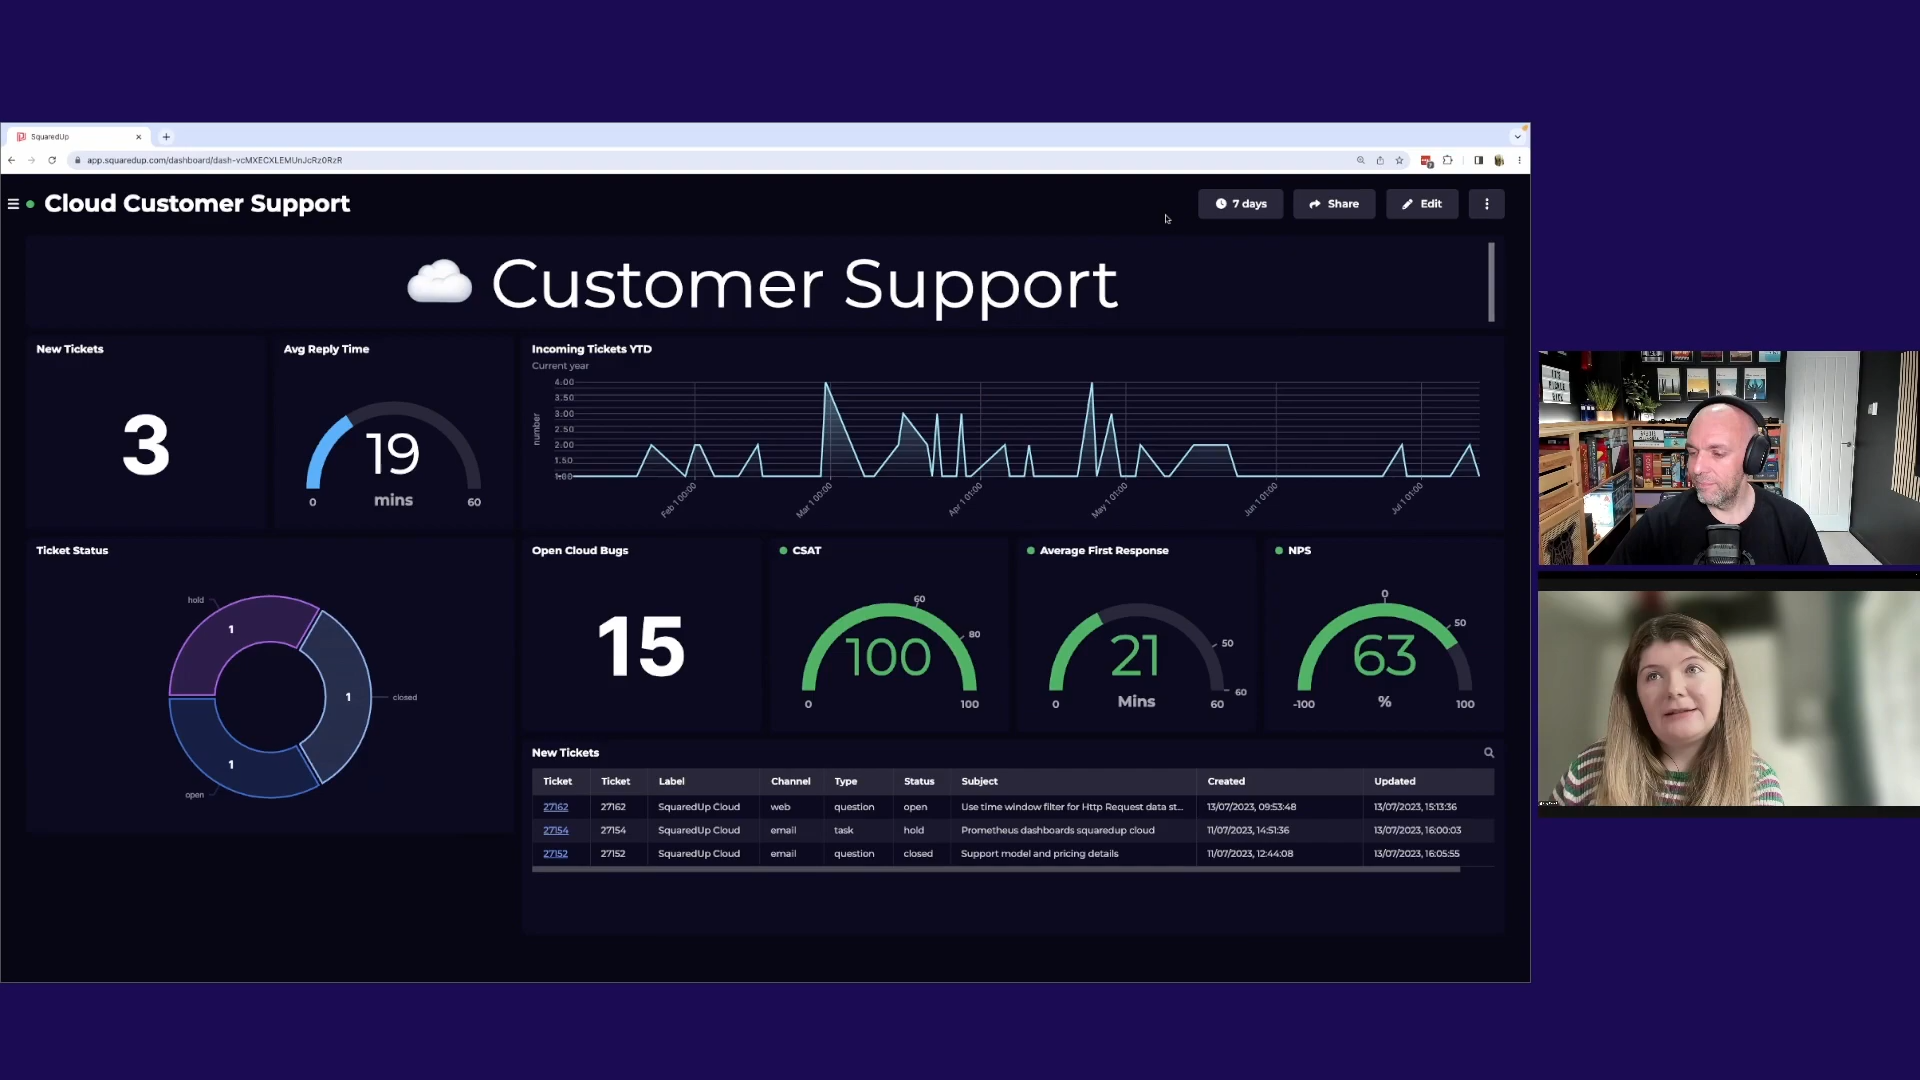 SquaredUp
app.squaredup.com/dashboard/dash-vcMXECXLEMUnJcRz0RzR
Cloud Customer Support
7 days
Share
Edit
Customer Support
New Tickets
3
Avg Reply Time
19
mins
0
60
Incoming Tickets YTD
Current year
number
4.00
3.50
3.00
2.50
2.00
1.50
1.00
Feb 1 00:00
Mar 1 00:00
Apr 1 01:00
May 1 01:00
Jun 1 01:00
Jul 1 01:00
Ticket Status
hold
1
closed
1
open
1
Open Cloud Bugs
15
CSAT
60
80
100
0
100
Average First Response
21
Mins
50
60
0
60
NPS
0
50
63
%
-100
100
New Tickets
Ticket Ticket Label Channel Type Status Subject Created Updated
27162 27162 SquaredUp Cloud web question open Use time window filter for Http Request data st... 13/07/2023, 09:53:48 13/07/2023, 15:13:36
27154 27154 SquaredUp Cloud email task hold Prometheus dashboards squaredup cloud 11/07/2023, 14:51:36 13/07/2023, 16:00:03
27152 27152 SquaredUp Cloud email question closed Support model and pricing details 11/07/2023, 12:44:08 13/07/2023, 16:05:55